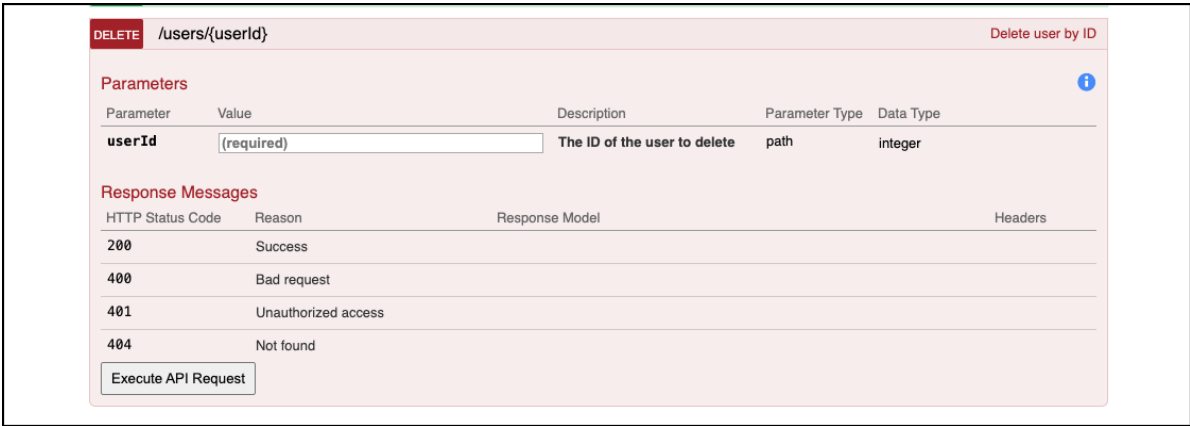 DELETE /users/{userId} Delete user by ID
Parameters
Parameter Value Description Parameter Type Data Type
userId (required) The ID of the user to delete path integer
Response Messages
HTTP Status Code Reason Response Model Headers
200 Success
400 Bad request
401 Unauthorized access
404 Not found
Execute API Request